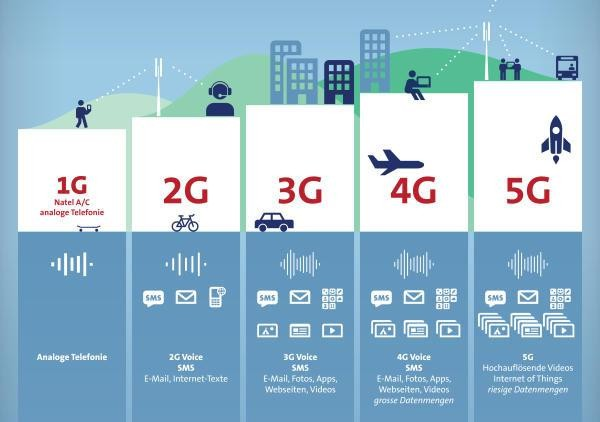 1G
Natel A/C
analoge Telefonie
2G
3G
4G
5G
SMS
SMS
SMS
SMS
Analoge Telefonie
2G Voice
SMS
E-Mail, Internet-Texte
3G Voice
SMS
E-Mail, Fotos, Apps,
Webseiten, Videos
4G Voice
SMS
E-Mail, Fotos, Apps,
Webseiten, Videos
grosse Datenmengen
5G
Hochauflösende Videos
Internet of Things
riesige Datenmengen